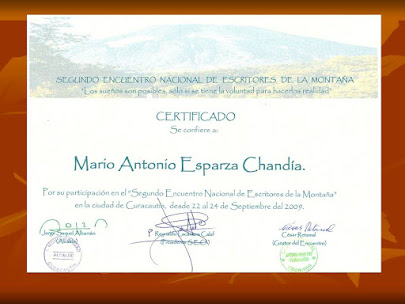 SEGUNDO ENCUENTRO NACIONAL DE ESCRITORES DE LA MONTAÑA
"Los sueños son posibles, sólo si se tiene la voluntad para hacerlos realidad"
CERTIFICADO
Se confiere a:
Mario Antonio Esparza Chandía.
Por su participación en el "Segundo Encuentro Nacional de Escritores de la Montaña"
en la ciudad de Curacautín, desde 22 al 24 de Septiembre del 2009.
(Alcalde)
César Retamal
(Gestor del Encuentro)